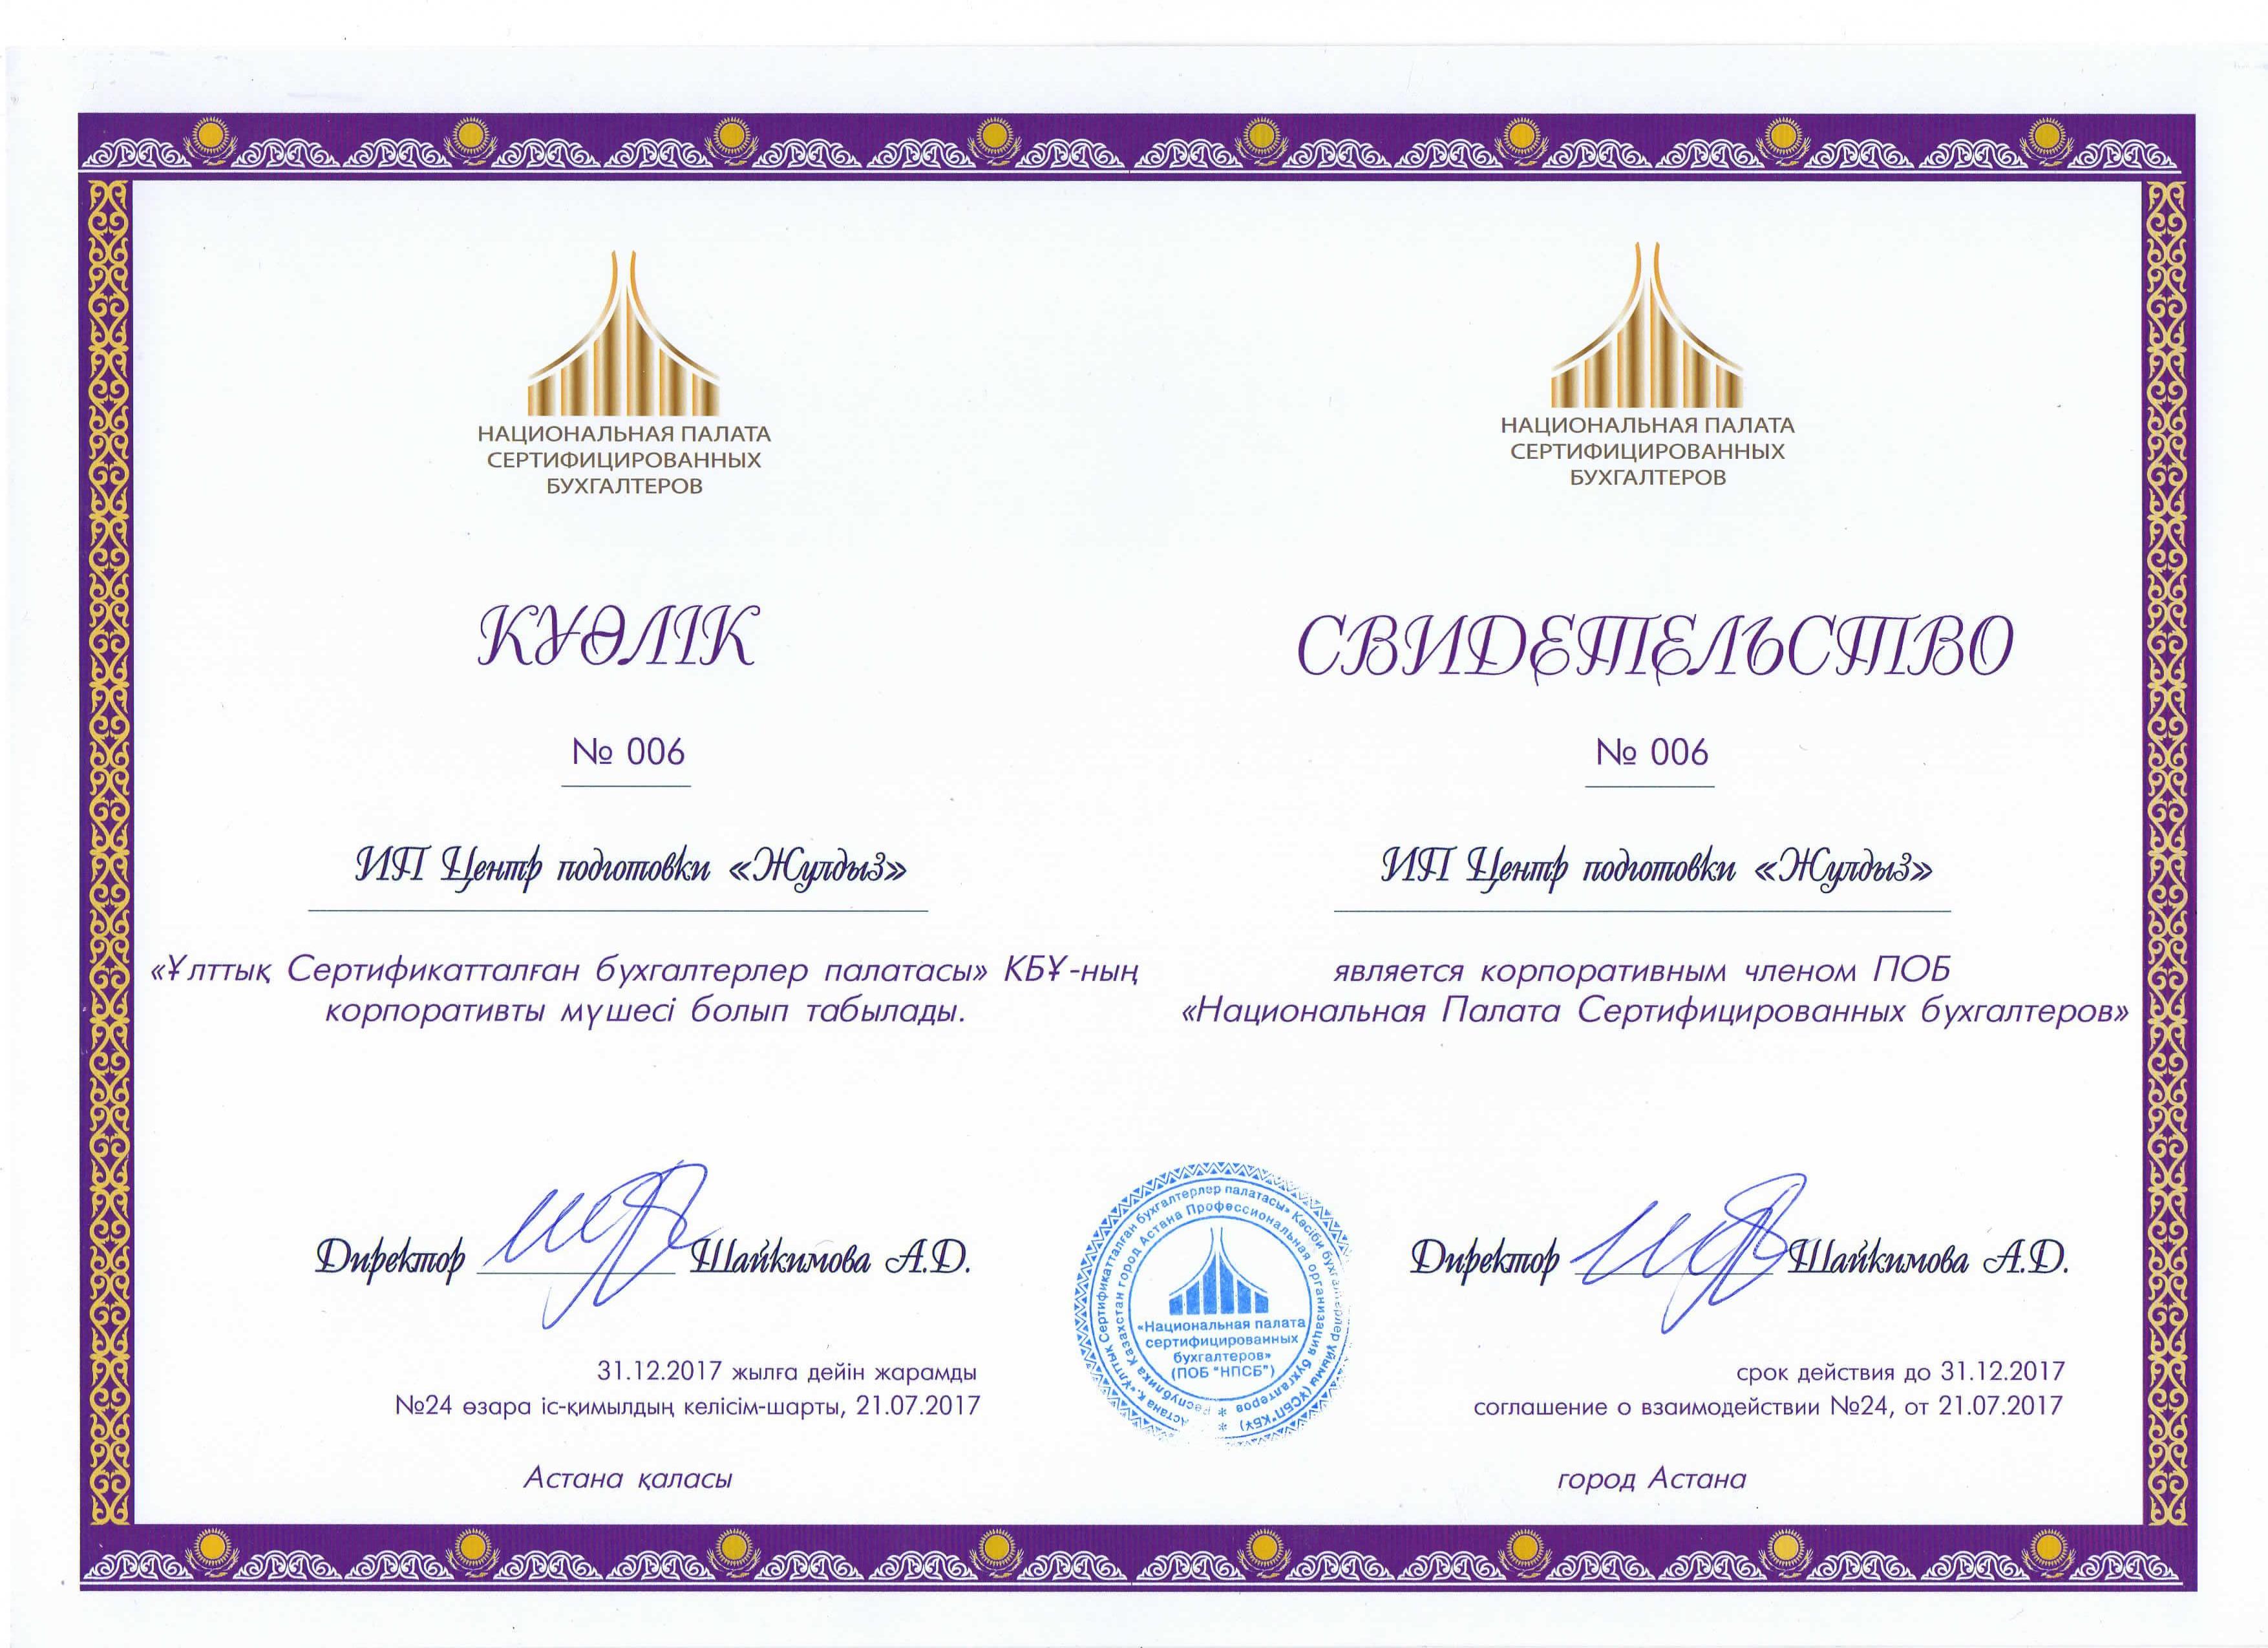 НАЦИОНАЛЬНАЯ ПАЛАТА
СЕРТИФИЦИРОВАННЫХ
БУХГАЛТЕРОВ
КУӘЛІК
№ 006
ИП Центр подготовки «Жулдыз»
«Ұлттық Сертификатталған бухгалтерлер палатасы» КБҰ-ның
корпоративты мүшесі болып табылады.
Директор Шайкимова А.Д.
31.12.2017 жылға дейін жарамды
№24 өзара іс-қимылдың келісім-шарты, 21.07.2017
Астана қаласы
НАЦИОНАЛЬНАЯ ПАЛАТА
СЕРТИФИЦИРОВАННЫХ
БУХГАЛТЕРОВ
СВИДЕТЕЛЬСТВО
№ 006
ИП Центр подготовки «Жулдыз»
является корпоративным членом ПОБ
«Национальная Палата Сертифицированных бухгалтеров»
Директор Шайкимова А.Д.
срок действия до 31.12.2017
соглашение о взаимодействии №24, от 21.07.2017
город Астана
Астана қ. «Ұлттық Сертификатталған бухгалтерлер палатасы» Кәсіби бухгалтерлер ұйымы
Республика Казахстан город Астана Профессиональная организация бухгалтеров
«Национальная палата
сертифицированных
бухгалтеров»
(ПОБ "НПСБ")